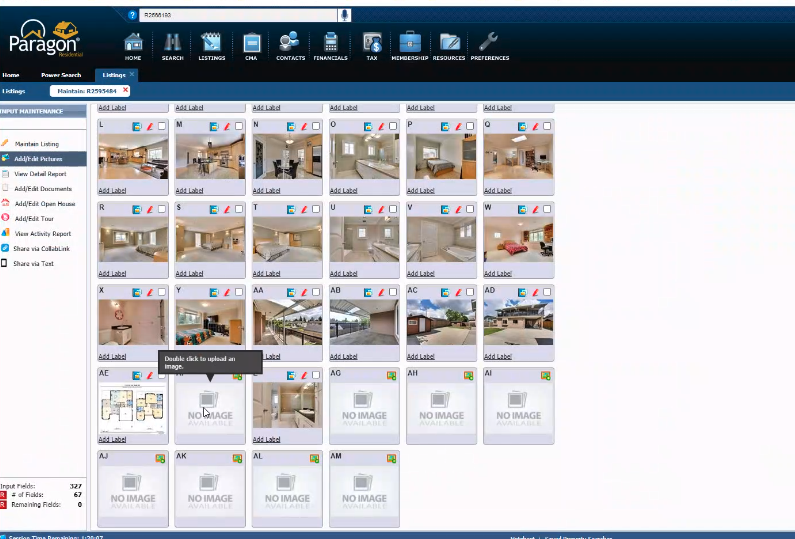 R2566193
Paragon
Residential
HOME SEARCH LISTINGS CMA CONTACTS FINANCIALS TAX MEMBERSHIP RESOURCES PREFERENCES
Home Power Search Listings ×
Listings Maintain: R2593484 ×
INPUT MAINTENANCE
Maintain Listing
Add/Edit Pictures
View Detail Report
Add/Edit Documents
Add/Edit Open House
Add/Edit Tour
View Activity Report
Share via CollabLink
Share via Text
Add Label Add Label Add Label Add Label Add Label Add Label
L M N O P Q
Add Label Add Label Add Label Add Label Add Label Add Label
R S T U V W
Add Label Add Label Add Label Add Label Add Label Add Label
X Y AA AB AC AD
Add Label Add Label Add Label Add Label Add Label
Double click to upload an
image.
AE AG AH AI
NO IMAGE AVAILABLE NO IMAGE AVAILABLE NO IMAGE AVAILABLE NO IMAGE AVAILABLE
Add Label Add Label
AJ AK AL AM
NO IMAGE AVAILABLE NO IMAGE AVAILABLE NO IMAGE AVAILABLE NO IMAGE AVAILABLE
Input Fields: 327
R # of Fields: 67
R Remaining Fields: 0
Session Time Remaining: 1:20:07
Saved Property Searches